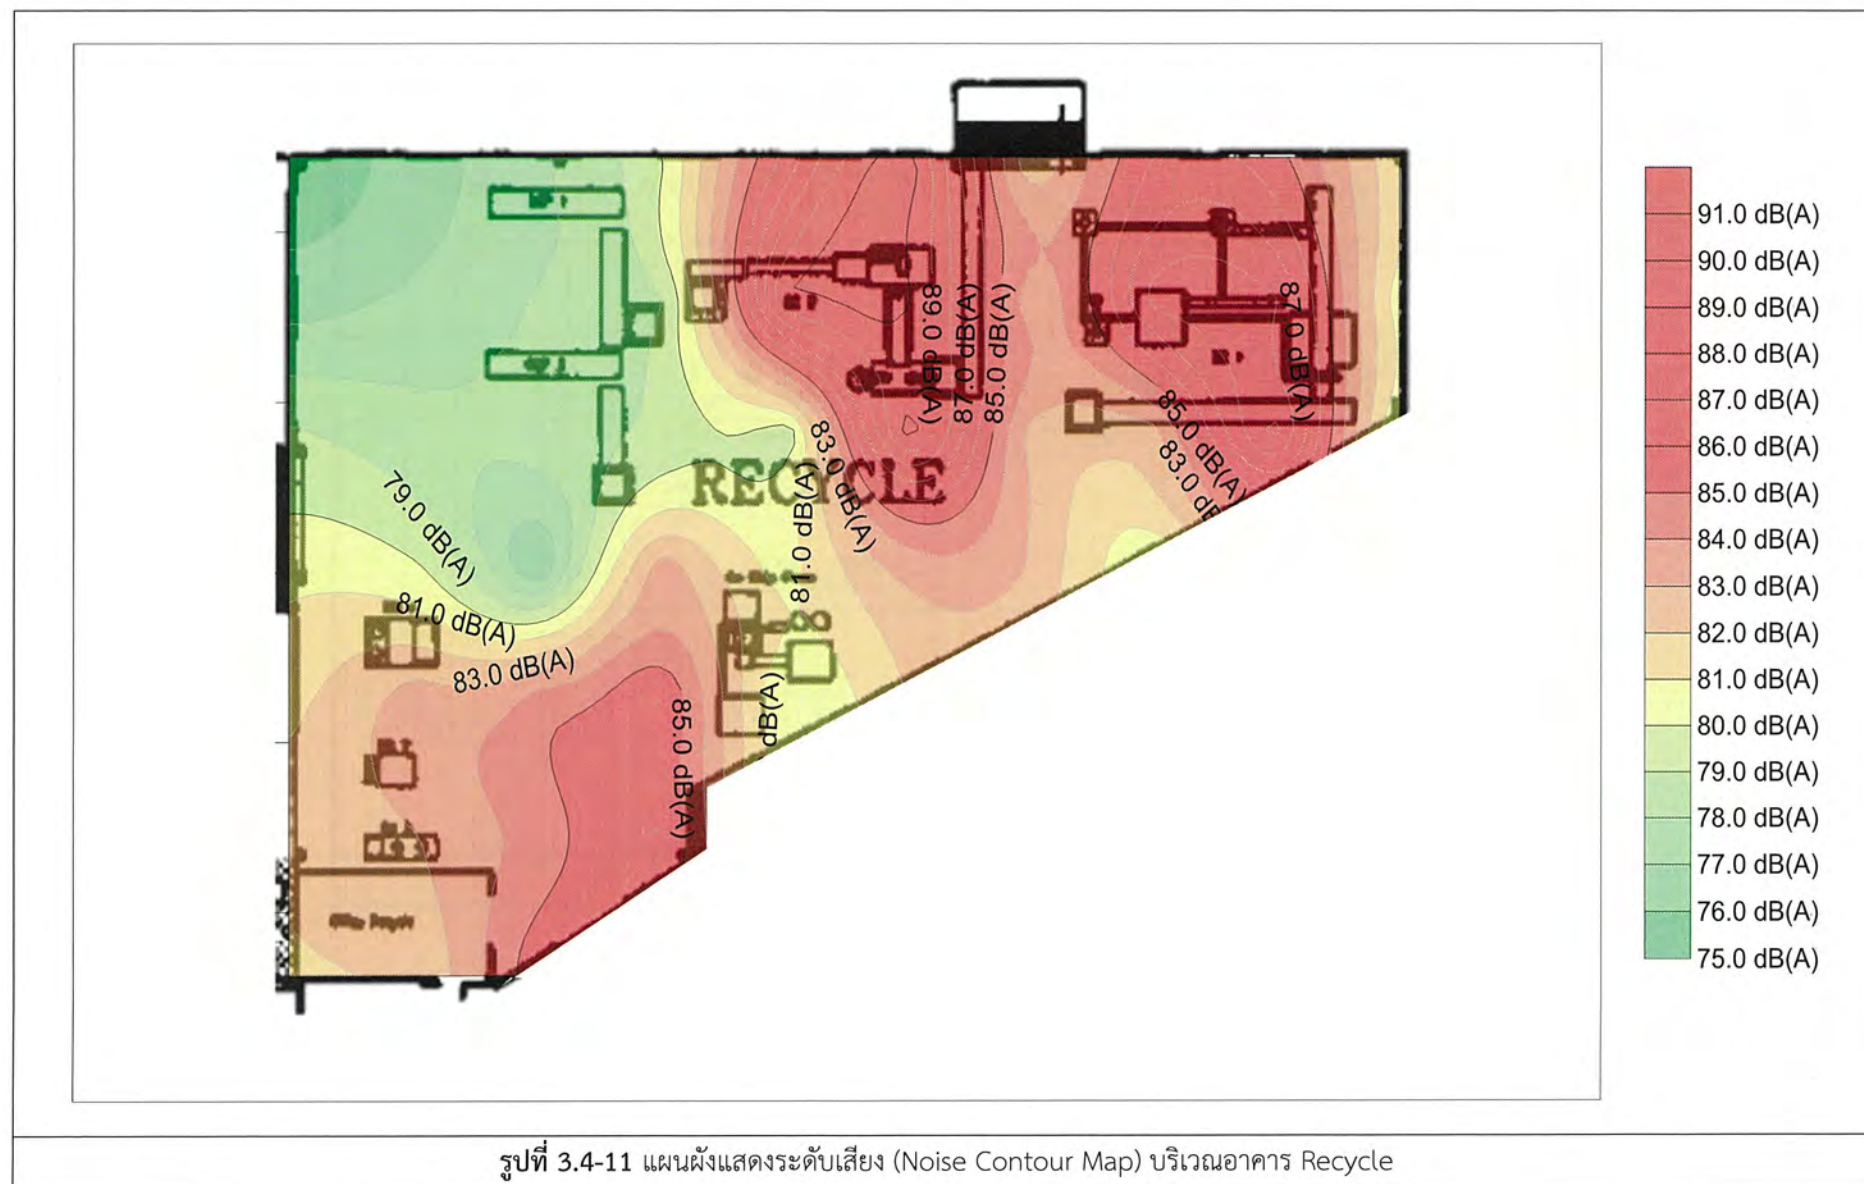 89.0 dB(A)
87.0 dB(A)
85.0 dB(A)
87.0 dB(A)
85.0 dB(A)
83.0 dB(A)
83.0 dB(A)
RECYCLE
81.0 dB(A)
79.0 dB(A)
81.0 dB(A)
83.0 dB(A)
85.0 dB(A)
dB(A)
91.0 dB(A)
90.0 dB(A)
89.0 dB(A)
88.0 dB(A)
87.0 dB(A)
86.0 dB(A)
85.0 dB(A)
84.0 dB(A)
83.0 dB(A)
82.0 dB(A)
81.0 dB(A)
80.0 dB(A)
79.0 dB(A)
78.0 dB(A)
77.0 dB(A)
76.0 dB(A)
75.0 dB(A)
รูปที่ 3.4-11 แผนผังแสดงระดับเสียง (Noise Contour Map) บริเวณอาคาร Recycle